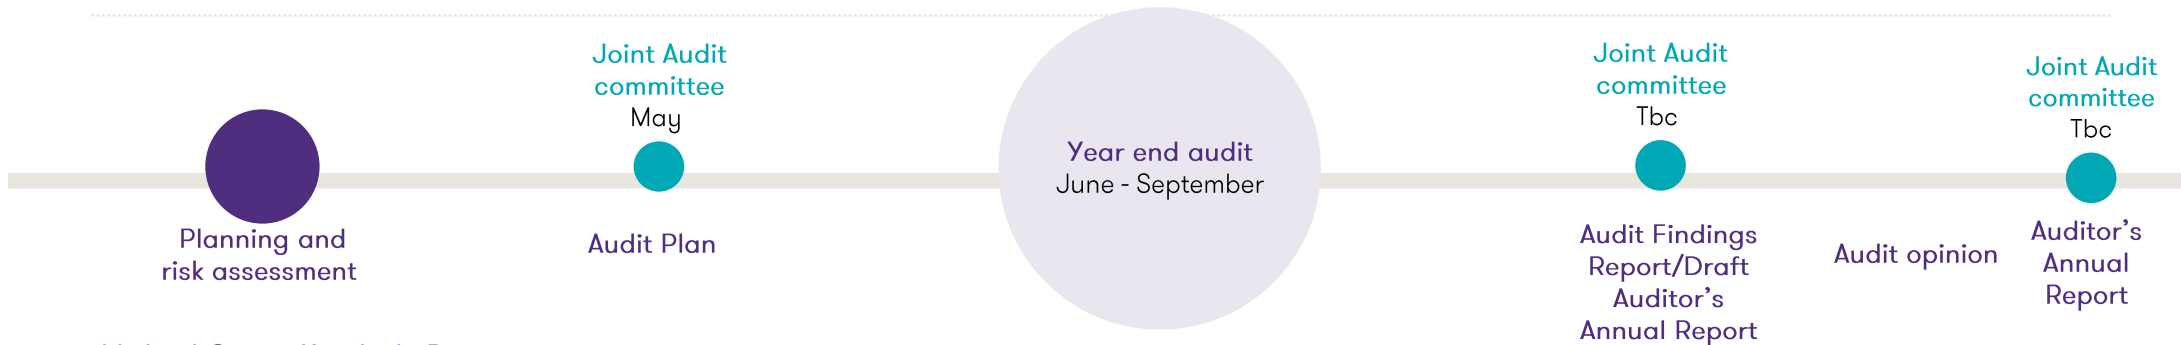 Planning and
risk assessment
Joint Audit
committee
May
Audit Plan
Year end audit
June - September
Joint Audit
committee
Tbc
Audit Findings
Report/Draft
Auditor’s
Annual Report
Audit opinion
Joint Audit
committee
Tbc
Auditor’s
Annual
Report